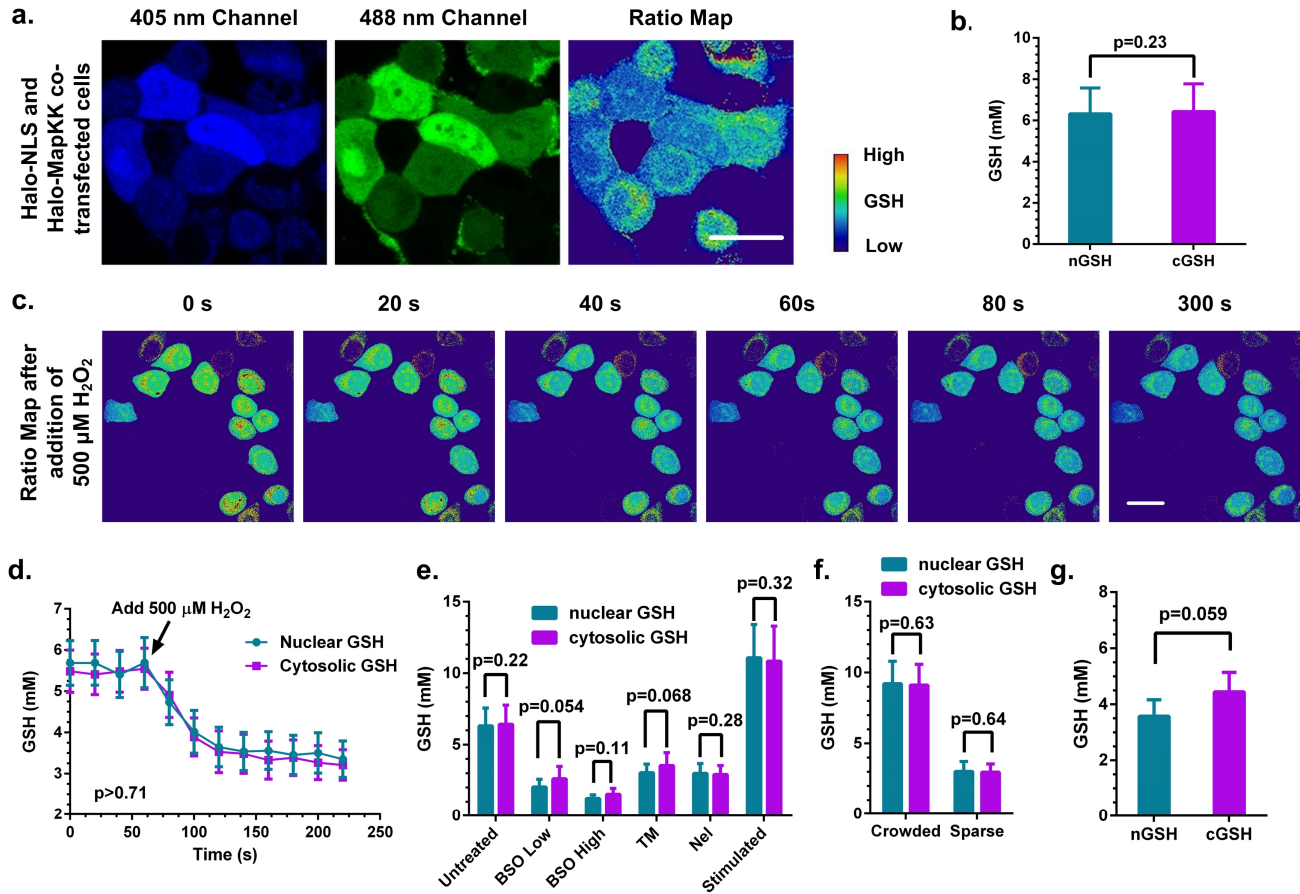 a.
405 nm Channel
488 nm Channel
Ratio Map
Halo-NLS and
Halo-MapKK co-
transfected cells
High
GSH
Low
b.
p=0.23
GSH (mM)
10
8
6
4
2
0
nGSH
cGSH
c.
0 s
20 s
40 s
60s
80 s
300 s
Ratio Map after
addition of
500 µM H₂O₂
d.
Add 500 µM H₂O₂
Nuclear GSH
Cytosolic GSH
GSH (mM)
7
6
5
4
3
2
p>0.71
0
50
100
150
200
250
Time (s)
e.
nuclear GSH
cytosolic GSH
GSH (mM)
15
10
5
0
p=0.22
p=0.054
p=0.11
p=0.068
p=0.28
p=0.32
Untreated
BSO Low
BSO High
TM
Nel
Stimulated
f.
nuclear GSH
cytosolic GSH
GSH (mM)
15
10
5
0
p=0.63
p=0.64
Crowded
Sparse
g.
p=0.059
GSH (mM)
8
6
4
2
0
nGSH
cGSH